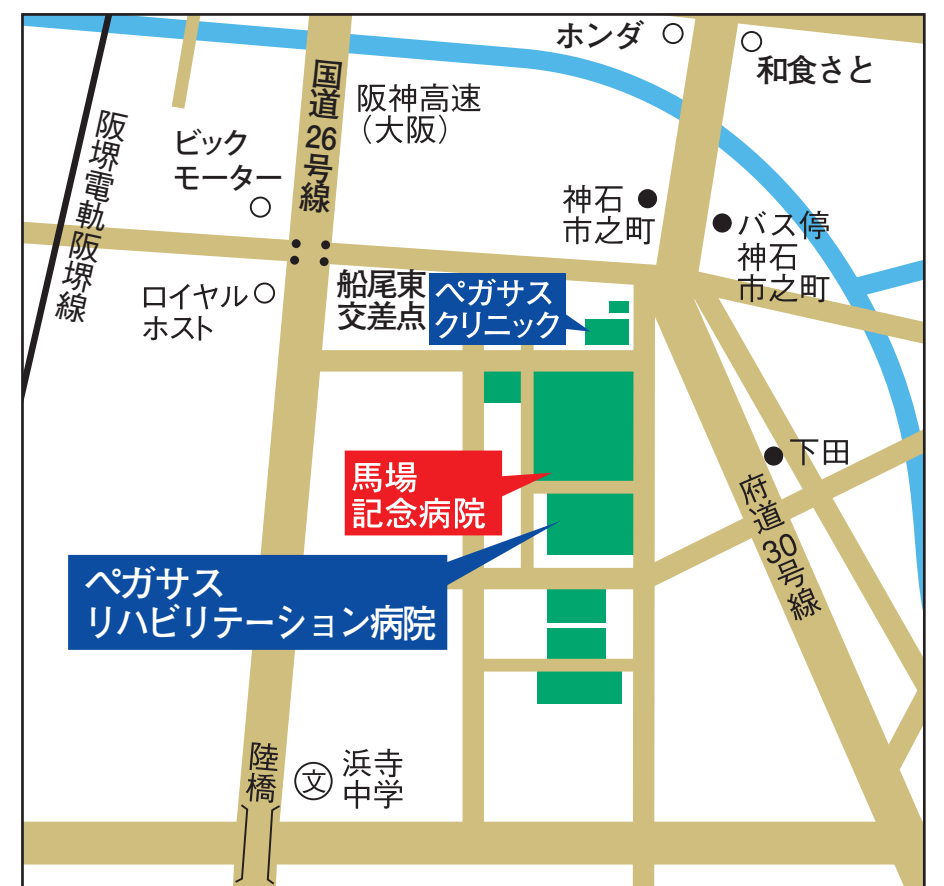 ホンダ
和食さと
国道26号線
阪神高速
（大阪）
阪堺電軌阪堺線
ビック
モーター
神石
市之町
バス停
神石
市之町
ロイヤル
ホスト
船尾東
交差点
ペガサス
クリニック
馬場
記念病院
下田
府道30号線
ペガサス
リハビリテーション病院
陸橋
文
浜寺
中学